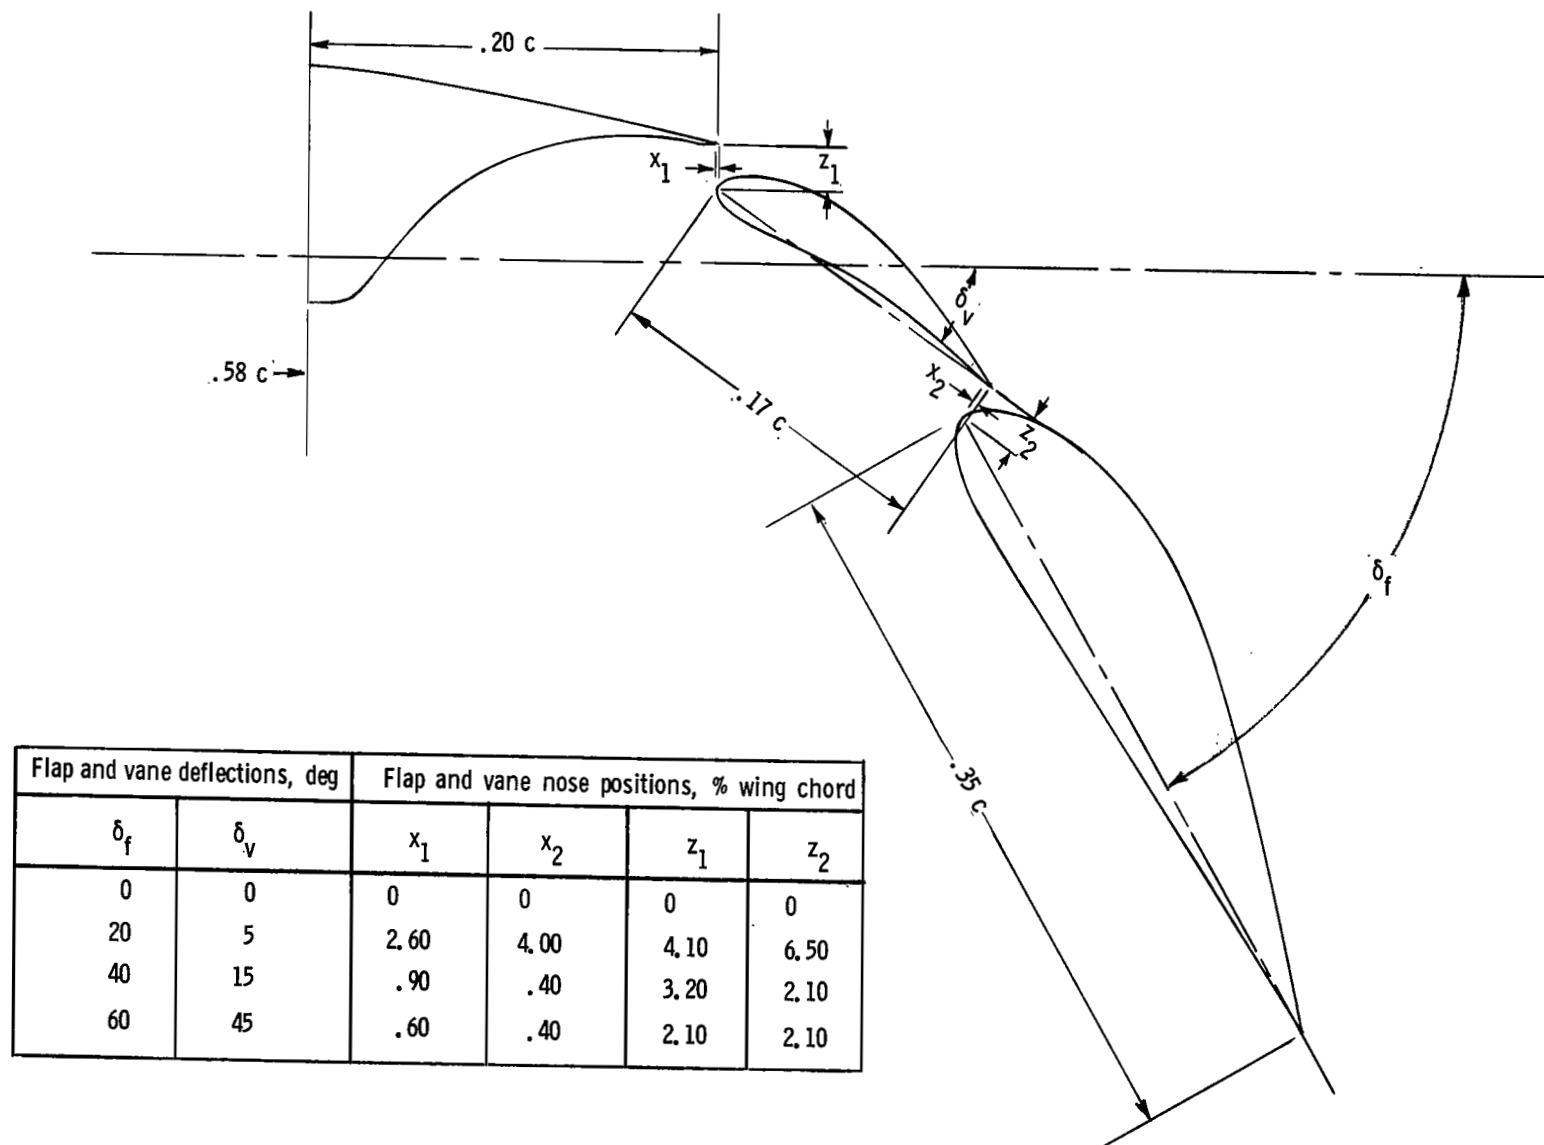 .20 c
x1
z1
δv
.58 c
x2
.17 c
z2
δf
.35 c
Flap and vane deflections, deg Flap and vane nose positions, % wing chord
δf δv x1 x2 z1 z2
0 0 0 0 0 0
20 5 2.60 4.00 4.10 6.50
40 15 .90 .40 3.20 2.10
60 45 .60 .40 2.10 2.10